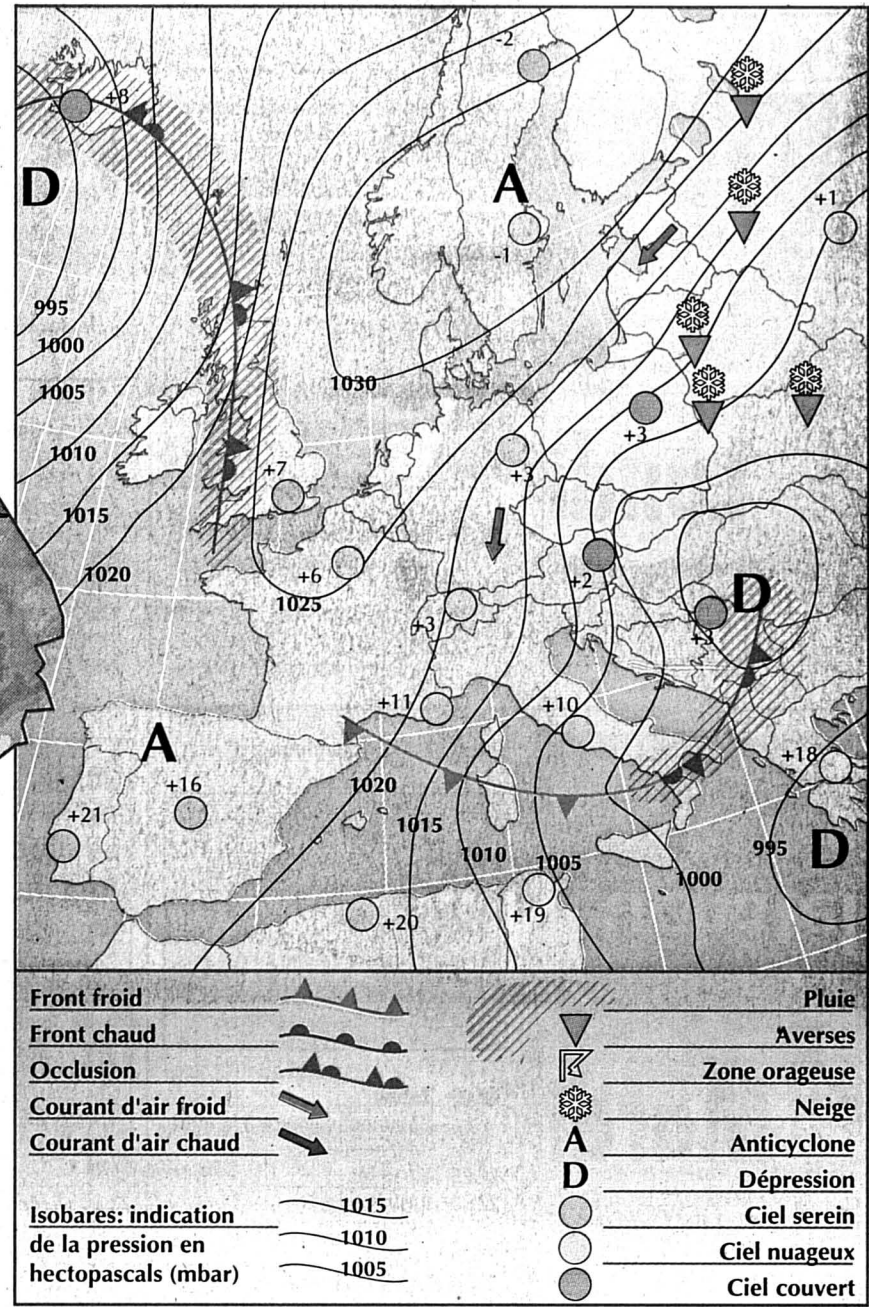 -2
+8
D
A
+1
-1
995
1000
1005
1030
+3
1010
+7
+3
1015
+6
+2
1020
1025
D
+3
+3
+11
+10
A
+18
+16
1020
+21
1015
995
D
1010
1005
1000
+20
+19
Front froid
Pluie
Front chaud
Averses
Occlusion
Zone orageuse
Courant d'air froid
Neige
Courant d'air chaud
A
Anticyclone
D
Dépression
Isobares: indication
1015
Ciel serein
de la pression en
1010
Ciel nuageux
hectopascals (mbar)
1005
Ciel couvert